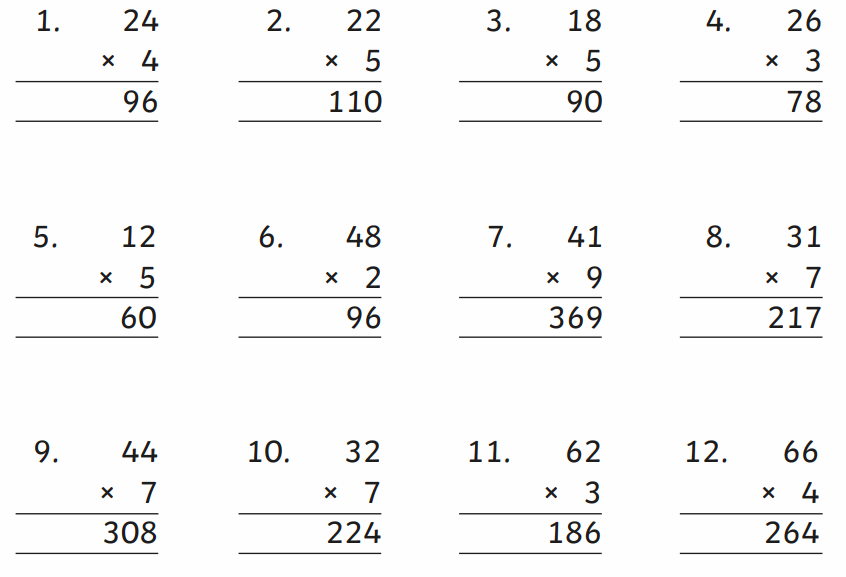 1. 24 2. 22 3. 18 4. 26
× 4 × 5 × 5 × 3
96 110 90 78
5. 12 6. 48 7. 41 8. 31
× 5 × 2 × 9 × 7
60 96 369 217
9. 44 10. 32 11. 62 12. 66
× 7 × 7 × 3 × 4
308 224 186 264